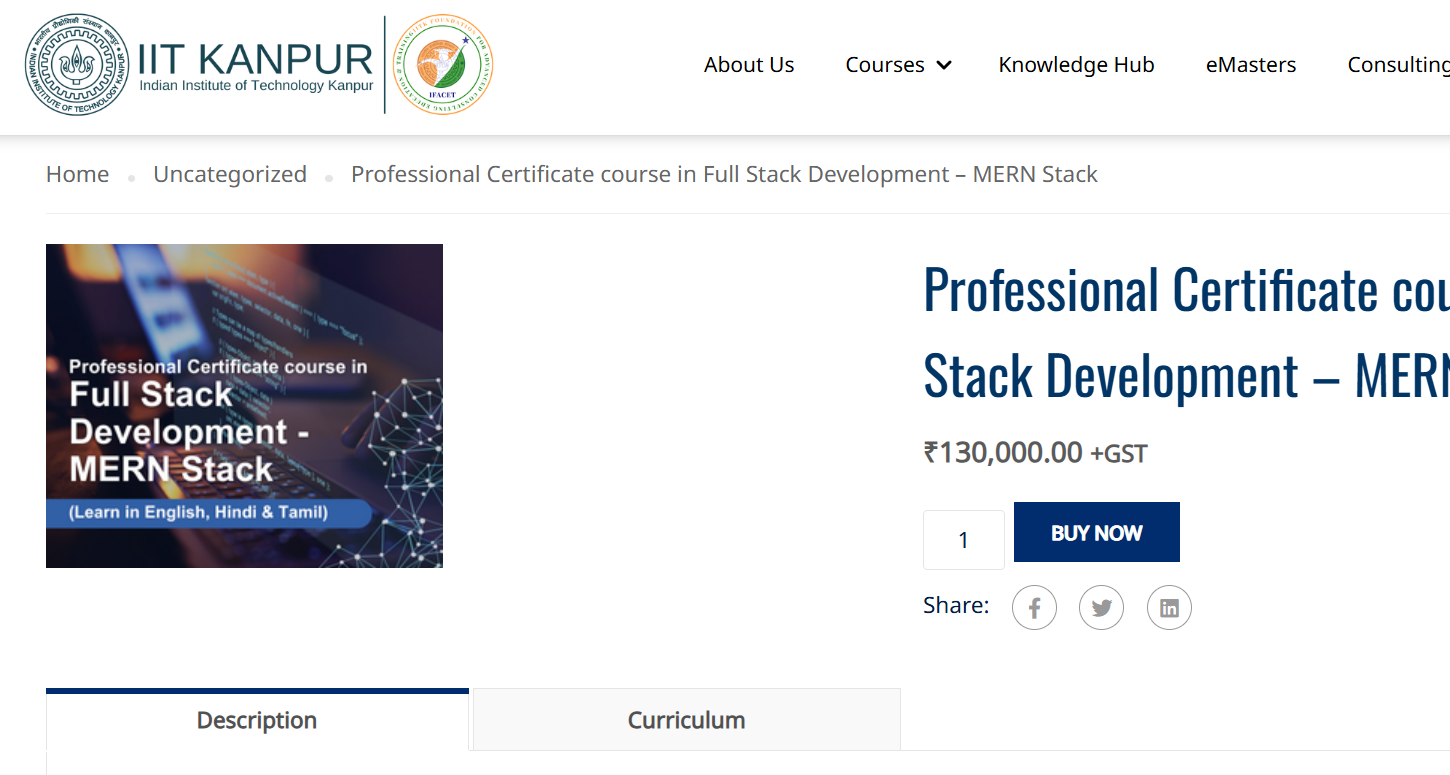 IIT KANPUR
Indian Institute of Technology Kanpur
भारतीय प्रौद्योगिकी संस्थान कानपुर
INDIAN INSTITUTE OF TECHNOLOGY KANPUR
IFACET
About Us
Courses
Knowledge Hub
eMasters
Consulting
Home
Uncategorized
Professional Certificate course in Full Stack Development – MERN Stack
Professional Certificate course in
Full Stack
Development -
MERN Stack
(Learn in English, Hindi & Tamil)
Professional Certificate cou
Stack Development – MERN
₹130,000.00 +GST
1
BUY NOW
Share:
Description
Curriculum